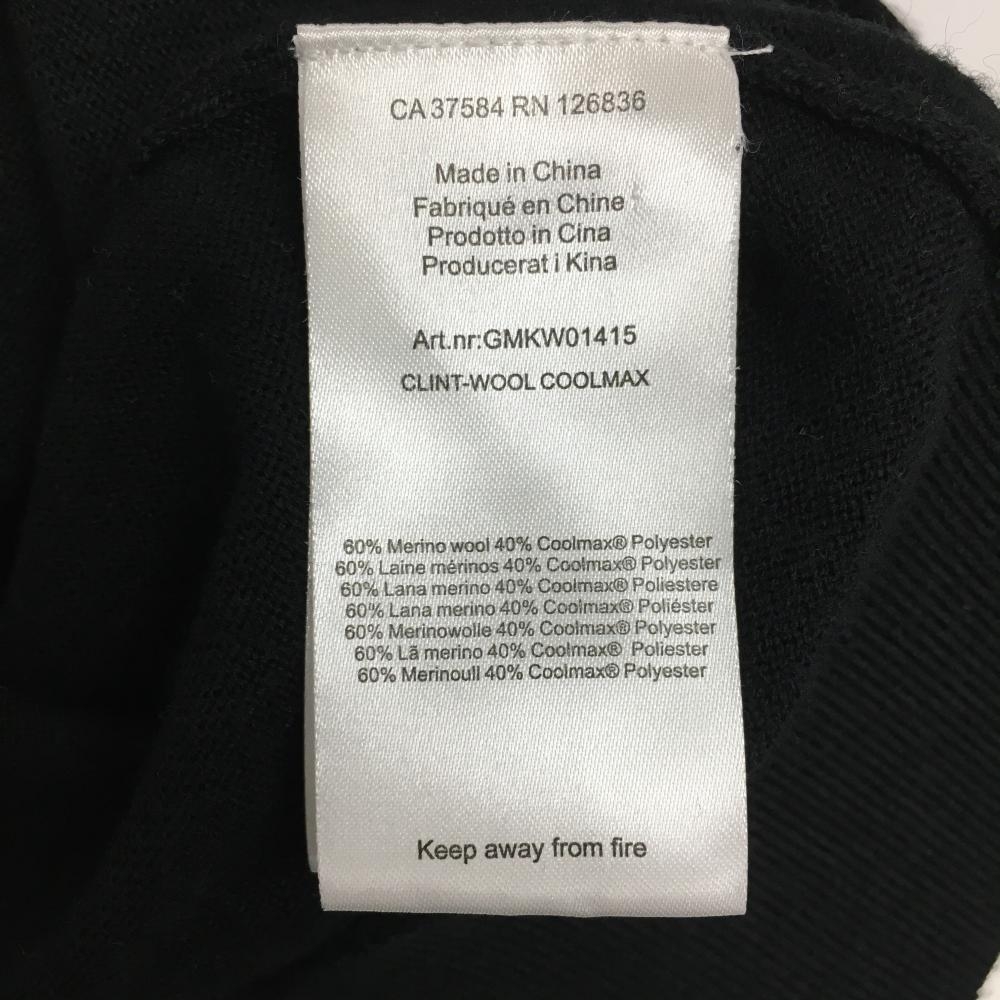 CA 37584 RN 126836
Made in China
Fabriqué en Chine
Prodotto in Cina
Producerat i Kina
Art.nr:GMKW01415
CLINT-WOOL COOLMAX
60% Merino wool 40% Coolmax® Polyester
60% Laine mérinos 40% Coolmax® Polyester
60% Lana merino 40% Coolmax® Poliestere
60% Lana merino 40% Coolmax® Poliéster
60% Merinowolle 40% Coolmax® Polyester
60% Lã merino 40% Coolmax® Poliester
60% Merinoull 40% Coolmax® Polyester
Keep away from fire